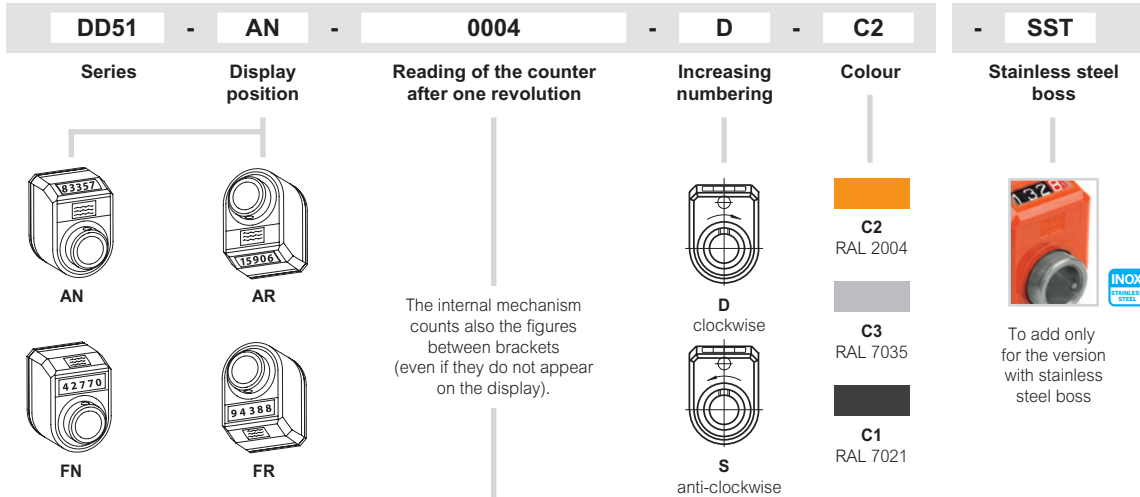 DD51 - AN - 0004 - D - C2 - SST
Series
Display
position
Reading of the counter
after one revolution
Increasing
numbering
Colour
Stainless steel
boss
83357
AN
15906
AR
42770
FN
94388
FR
The internal mechanism
counts also the figures
between brackets
(even if they do not appear
on the display).
D
clockwise
S
anti-clockwise
C2
RAL 2004
C3
RAL 7035
C1
RAL 7021
INOX
STAINLESS
STEEL
To add only
for the version
with stainless
steel boss